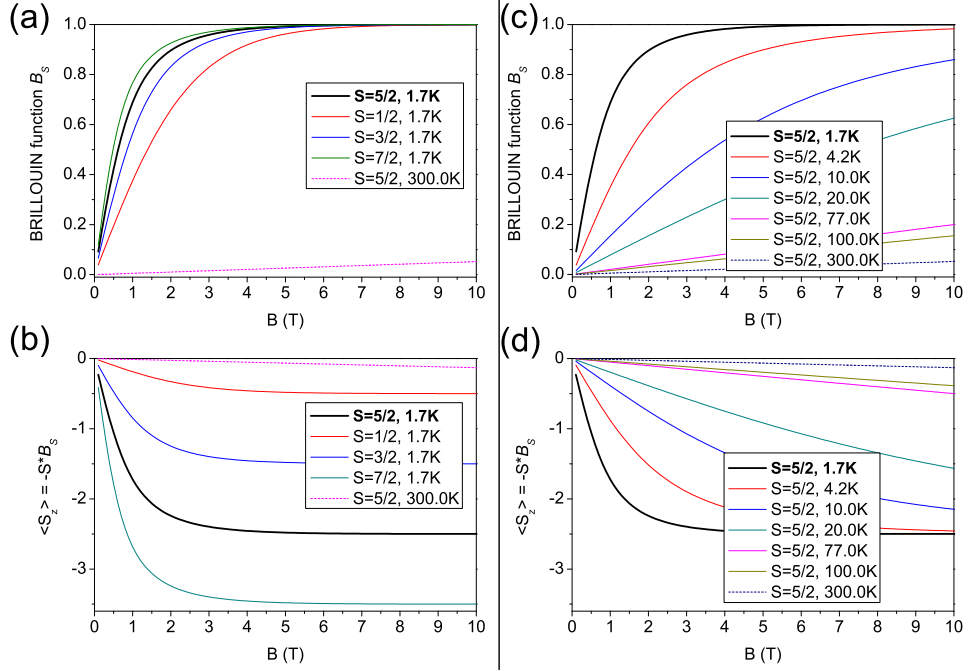 (a)
BRILLOUIN function B_S
1.0
0.8
0.6
0.4
0.2
0.0
S=5/2, 1.7K
S=1/2, 1.7K
S=3/2, 1.7K
S=7/2, 1.7K
S=5/2, 300.0K
0 1 2 3 4 5 6 7 8 9 10
B (T)
(b)
<S_z> = -S*B_S
0
-1
-2
-3
S=5/2, 1.7K
S=1/2, 1.7K
S=3/2, 1.7K
S=7/2, 1.7K
S=5/2 300.0K
0 1 2 3 4 5 6 7 8 9 10
B (T)
(c)
BRILLOUIN function B_S
1.0
0.8
0.6
0.4
0.2
0.0
S=5/2, 1.7K
S=5/2, 4.2K
S=5/2, 10.0K
S=5/2, 20.0K
S=5/2, 77.0K
S=5/2, 100.0K
S=5/2, 300.0K
0 1 2 3 4 5 6 7 8 9 10
B (T)
(d)
<S_z> = -S*B_S
0
-1
-2
-3
S=5/2, 1.7K
S=5/2, 4.2K
S=5/2, 10.0K
S=5/2, 20.0K
S=5/2, 77.0K
S=5/2, 100.0K
S=5/2, 300.0K
0 1 2 3 4 5 6 7 8 9 10
B (T)